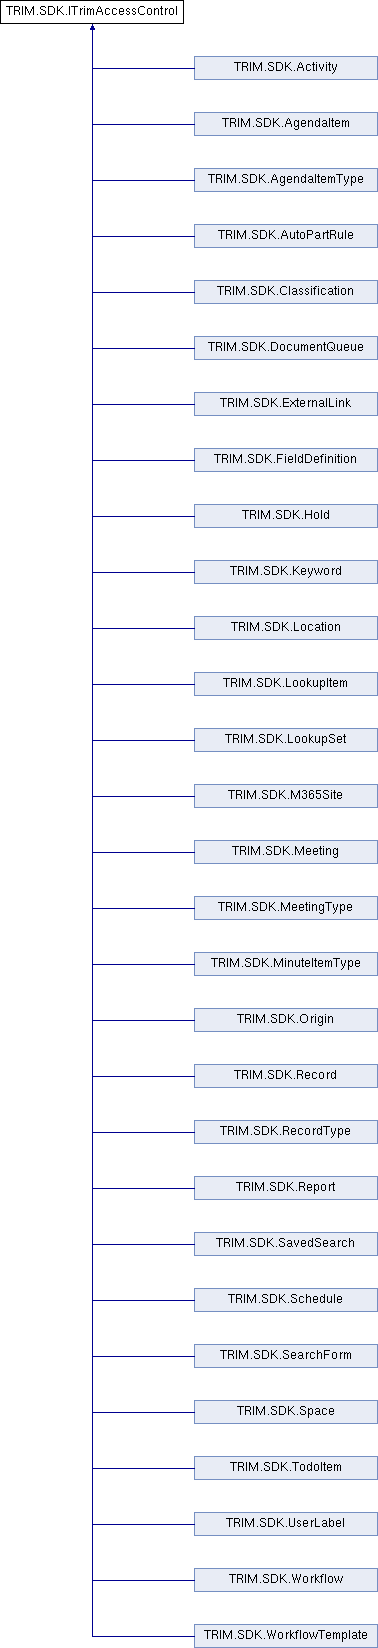 TRIM.SDK.ITrimAccessControl
TRIM.SDK.Activity
TRIM.SDK.AgendaItem
TRIM.SDK.AgendaItemType
TRIM.SDK.AutoPartRule
TRIM.SDK.Classification
TRIM.SDK.DocumentQueue
TRIM.SDK.ExternalLink
TRIM.SDK.FieldDefinition
TRIM.SDK.Hold
TRIM.SDK.Keyword
TRIM.SDK.Location
TRIM.SDK.LookupItem
TRIM.SDK.LookupSet
TRIM.SDK.M365Site
TRIM.SDK.Meeting
TRIM.SDK.MeetingType
TRIM.SDK.MinuteItemType
TRIM.SDK.Origin
TRIM.SDK.Record
TRIM.SDK.RecordType
TRIM.SDK.Report
TRIM.SDK.SavedSearch
TRIM.SDK.Schedule
TRIM.SDK.SearchForm
TRIM.SDK.Space
TRIM.SDK.TodoItem
TRIM.SDK.UserLabel
TRIM.SDK.Workflow
TRIM.SDK.WorkflowTemplate